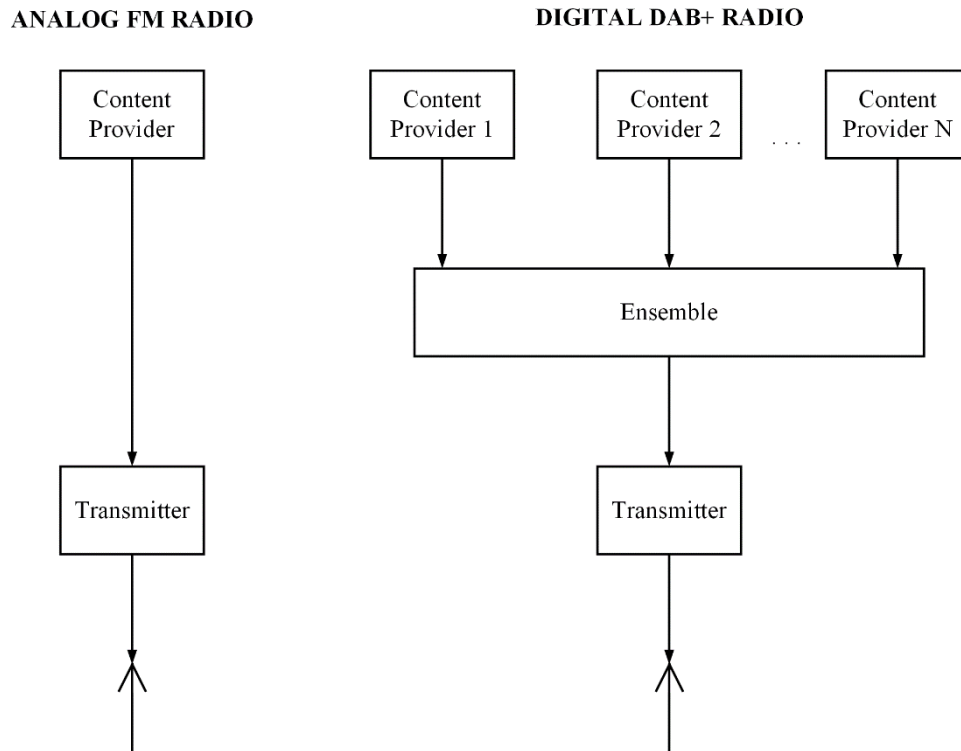 ANALOG FM RADIO
DIGITAL DAB+ RADIO
Content
Provider
Content
Provider 1
Content
Provider 2
. . .
Content
Provider N
Ensemble
Transmitter
Transmitter